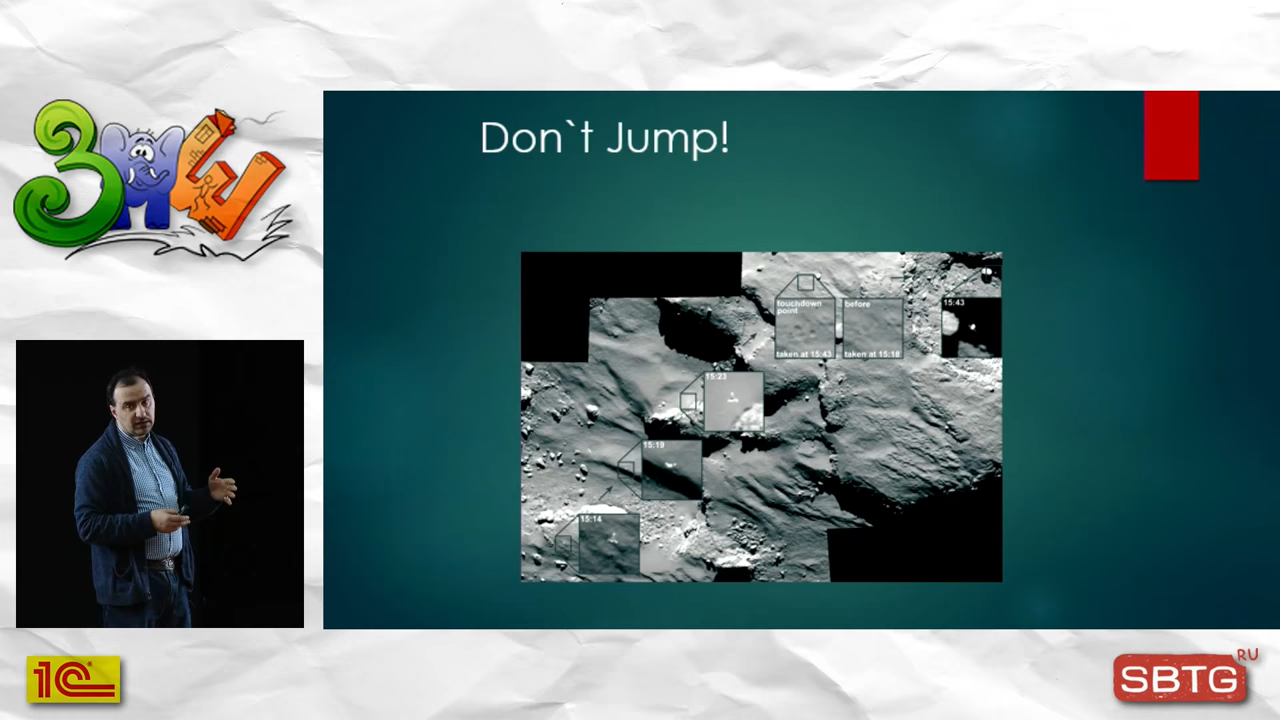 Don`t Jump!
touchdown
point
before
15:43
taken at 15:43
taken at 15:18
15:23
15:19
15:14
1С
RU
SBTG